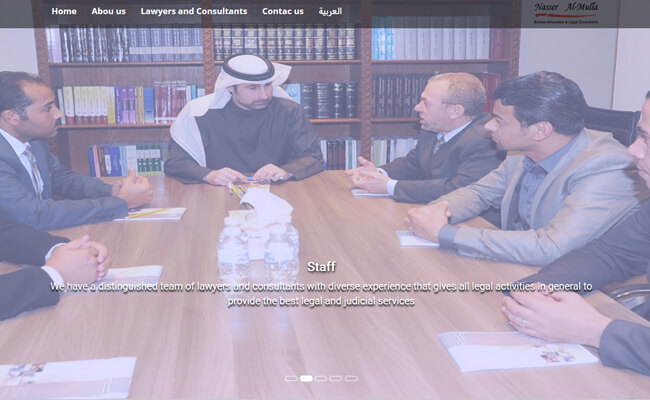 Home About us Lawyers and Consultants Contac us العربية
Nasser Al-Mulla
Bureau Advocates & Legal Consultants
Staff
We have a distinguished team of lawyers and consultants with diverse experience that gives all legal activities in general to
provide the best legal and judicial services